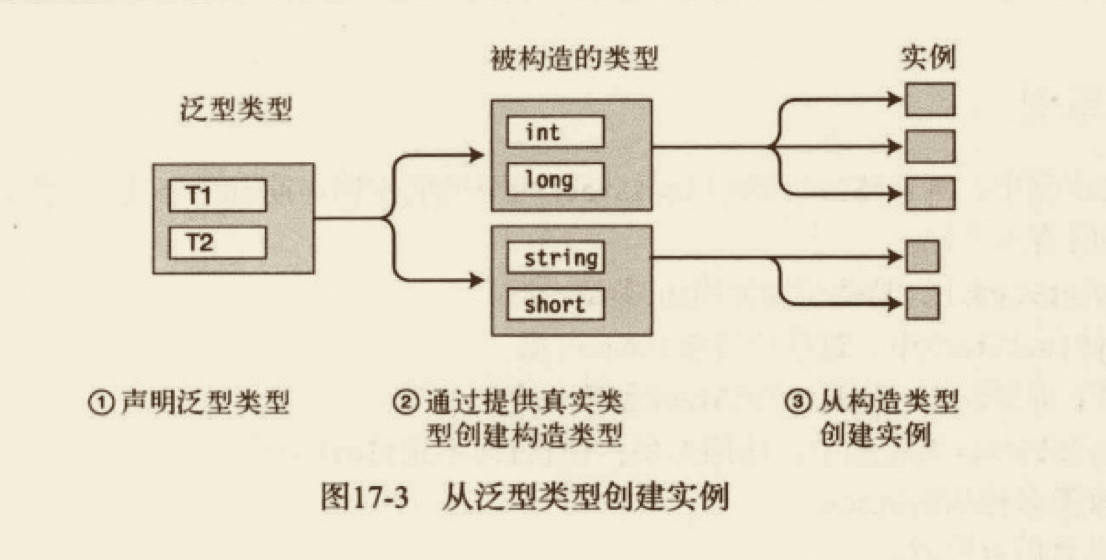 泛型类型
T1
T2
被构造的类型
int
long
string
short
实例
①声明泛型类型
②通过提供真实类
型创建构造类型
③从构造类型
创建实例
图17-3 从泛型类型创建实例